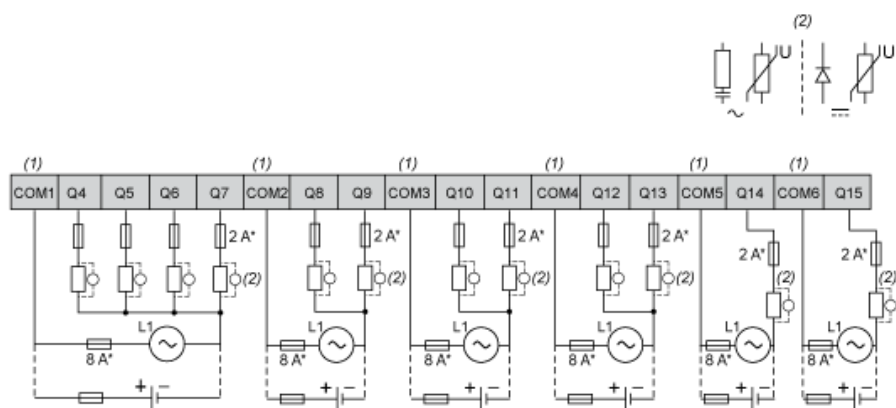 (2)
U U
(1) (1) (1) (1) (1) (1)
COM1 Q4 Q5 Q6 Q7 COM2 Q8 Q9 COM3 Q10 Q11 COM4 Q12 Q13 COM5 Q14 COM6 Q15
2 A* 2 A* 2 A* 2 A*
2 A* 2 A*
(2) (2) (2) (2) (2) (2)
L1 L1 L1 L1 L1 L1
8 A* 8 A* 8 A* 8 A* 8 A* 8 A*
+ − + − + − + − + − + −